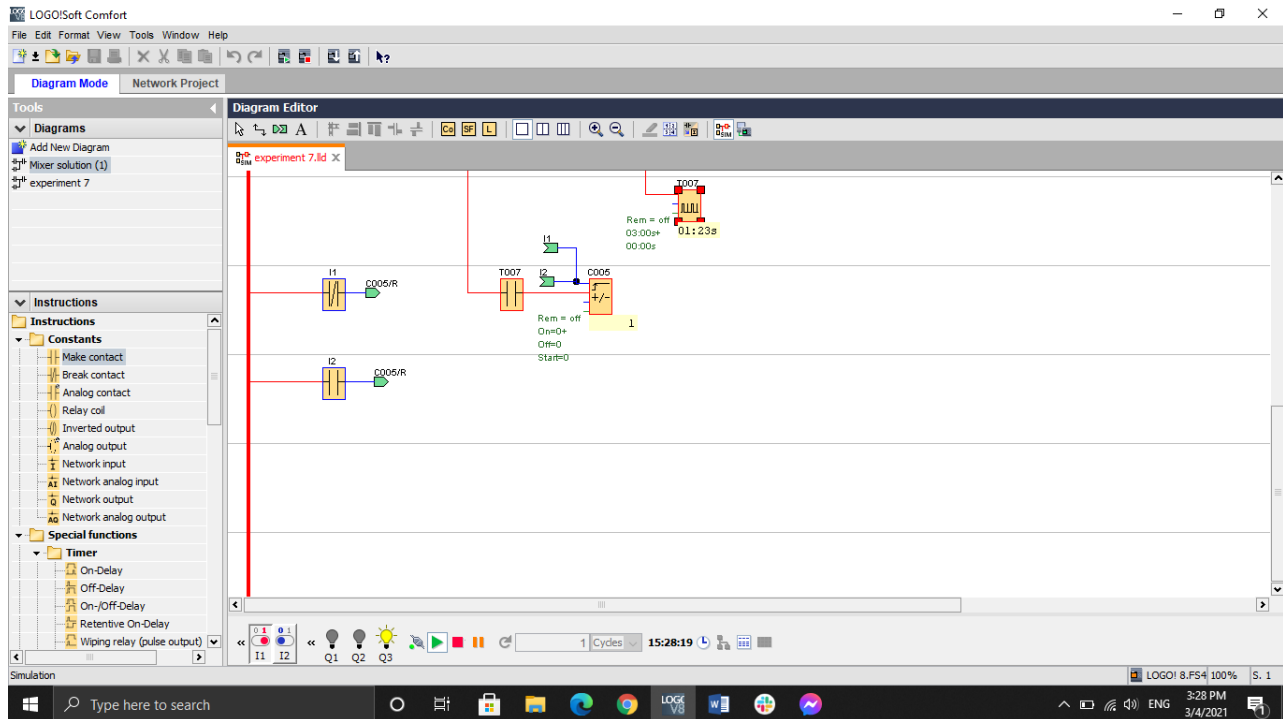 LOGO!Soft Comfort
File Edit Format View Tools Window Help
Diagram Mode Network Project
Tools
Diagrams
Add New Diagram
Mixer solution (1)
experiment 7
Instructions
Instructions
Constants
Make contact
Break contact
Analog contact
Relay coil
Inverted output
Analog output
Network input
Network analog input
Network output
Network analog output
Special functions
Timer
On-Delay
Off-Delay
On-/Off-Delay
Retentive On-Delay
Wiping relay (pulse output)
Diagram Editor
Co SF L
experiment 7.lld X
T007
Rem = off
03:00s+
00:00s
01:23s
I1
I1 C005/R
T007 I2 C005
+/-
Rem = off
On=0+
Off=0
Start=0
1
I2 C005/R
0 1 0 1
I1 I2 Q1 Q2 Q3
1 Cycles 15:28:19
Simulation
LOGO! 8.FS4 100% S. 1
Type here to search
ENG
3:28 PM
3/4/2021